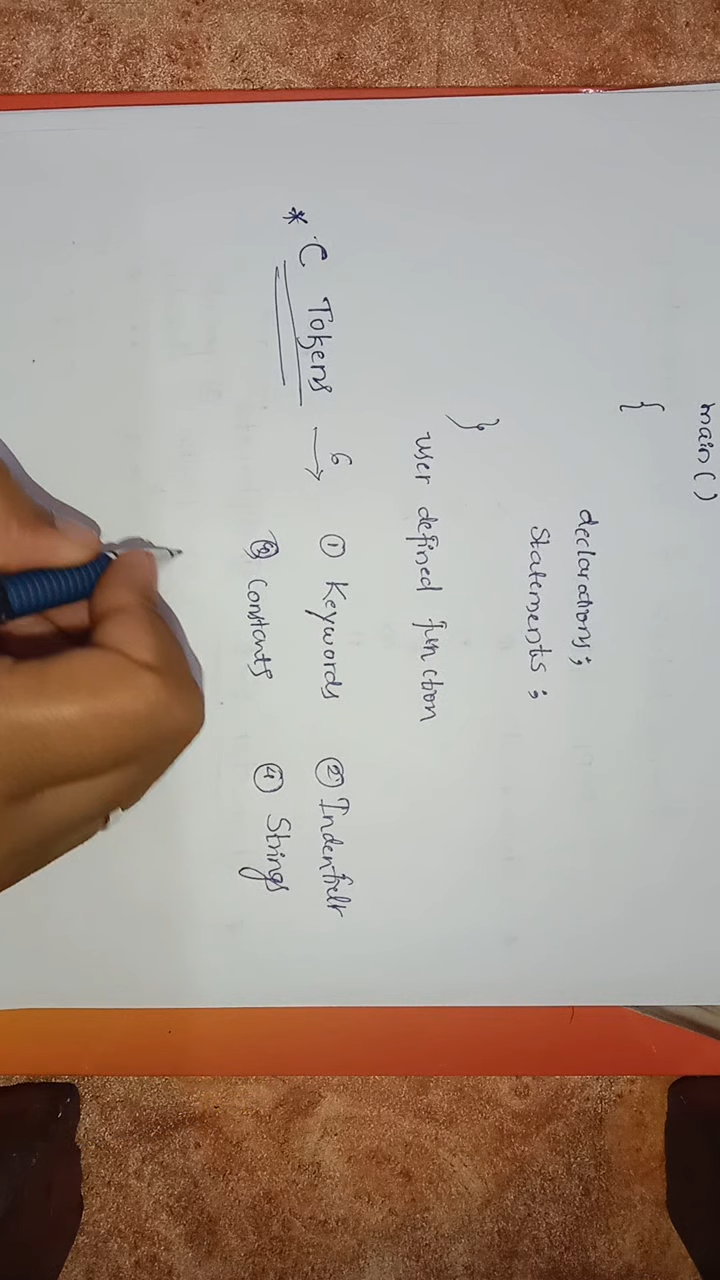 main()
{
declarations;
Statements;
}
user defined function
* C Tokens 6 → ① Keywords ② Indentifier
③ Constants ④ Strings